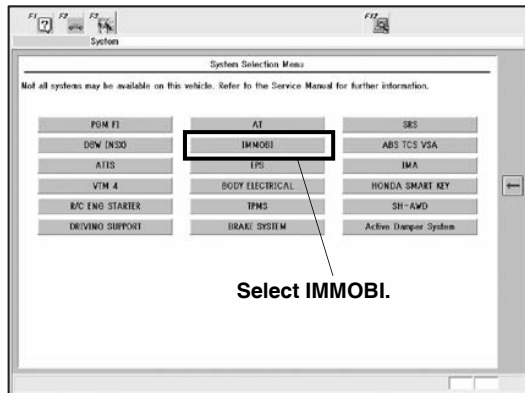 F1 F2 F3 F12
System
System Selection Menu
Not all systems may be available on this vehicle. Refer to the Service Manual for further information.
PGM FI AT SRS
DBW (NSX) IMMOBI ABS TCS VSA
ATTS EPS IMA
VTM 4 BODY ELECTRICAL HONDA SMART KEY
R/C ENG STARTER TPMS SH-AWD
DRIVING SUPPORT BRAKE SYSTEM Active Damper System
Select IMMOBI.